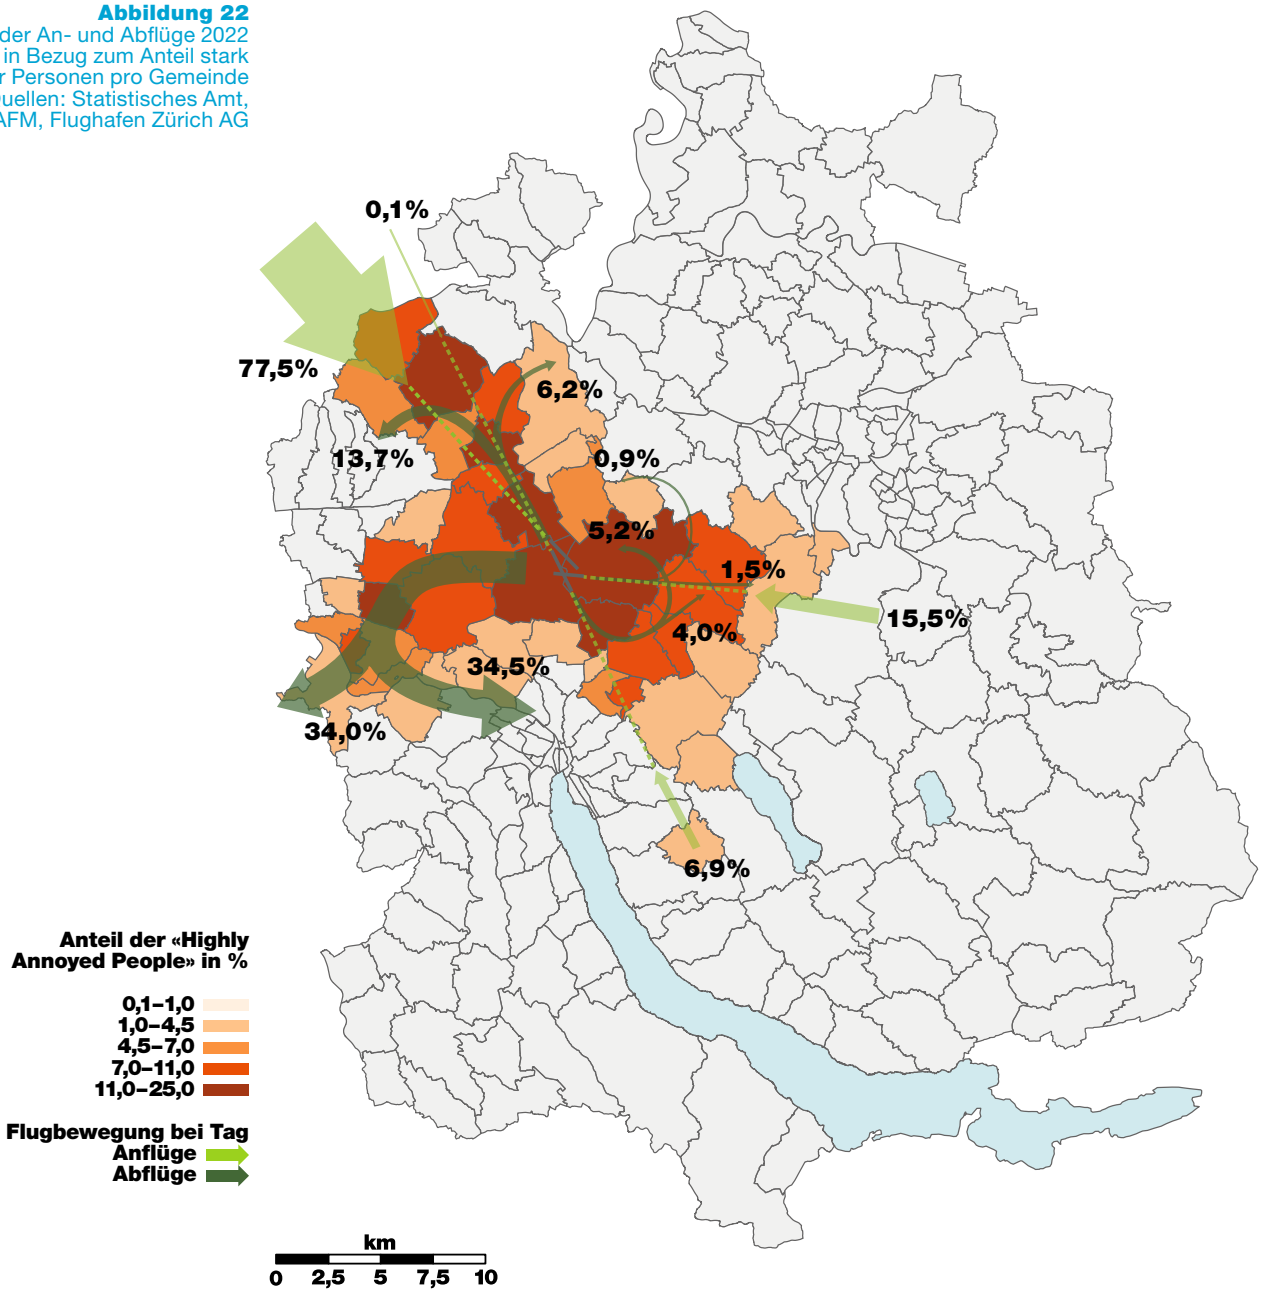 Abbildung 22
der An- und Abflüge 2022
in Bezug zum Anteil stark
Personen pro Gemeinde
Statistisches Amt,
AFM, Flughafen Zürich AG
0,1%
77,5%
6,2%
13,7%
0,9%
5,2%
1,5%
15,5%
4,0%
34,5%
34,0%
6,9%
Anteil der «Highly
Annoyed People» in %
0,1–1,0
1,0–4,5
4,5–7,0
7,0–11,0
11,0–25,0
Flugbewegung bei Tag
Anflüge
Abflüge
km
0 2,5 5 7,5 10